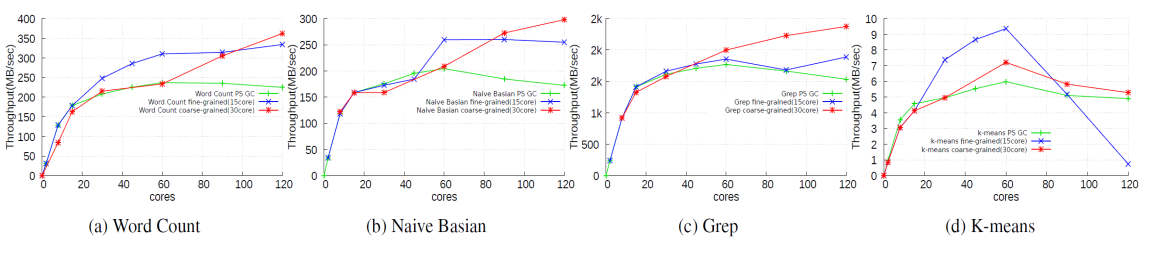 400
350
300
250
200
150
100
50
0
Throughput(MB/sec)
Word Count PS GC
Word Count fine-grained(15core)
Word Count coarse-grained(30core)
0 20 40 60 80 100 120
cores
(a) Word Count
300
250
200
150
100
50
0
Throughput(MB/sec)
Naive Basian PS GC
Naive Basian fine-grained(15core)
Naive Basian coarse-grained(30core)
0 20 40 60 80 100 120
cores
(b) Naive Basian
2k
2k
2k
1k
500
0
Throughput(MB/sec)
Grep PS GC
Grep fine-grained(15core)
Grep coarse-grained(30core)
0 20 40 60 80 100 120
cores
(c) Grep
10
9
8
7
6
5
4
3
2
1
0
Throughput(MB/sec)
k-means PS GC
k-means fine-grained(15core)
k-means coarse-grained(30core)
0 20 40 60 80 100 120
cores
(d) K-means